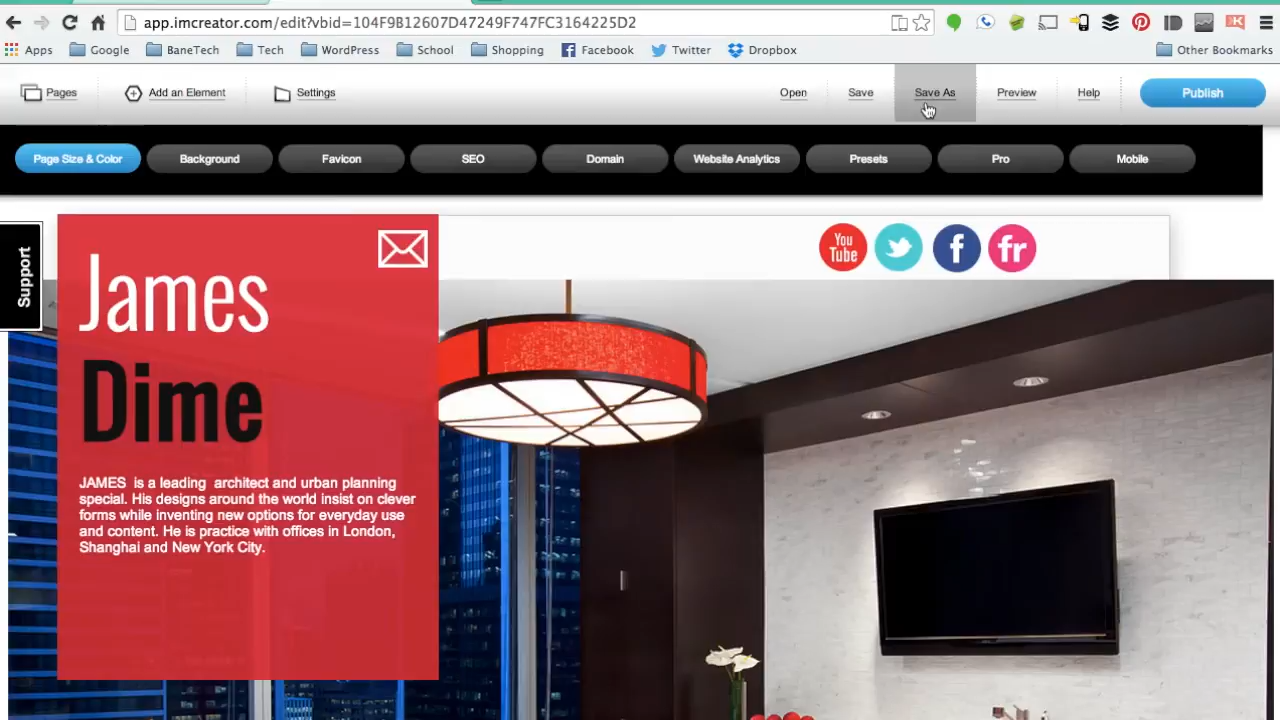 app.imcreator.com/edit?vbid=104F9B12607D47249F747FC3164225D2
Apps Google BaneTech Tech WordPress School Shopping Facebook Twitter Dropbox Other Bookmarks
Pages Add an Element Settings Open Save Save As Preview Help Publish
Page Size & Color Background Favicon SEO Domain Website Analytics Presets Pro Mobile
Support
You
Tube
f
fr
James
Dime
JAMES is a leading architect and urban planning
special. His designs around the world insist on clever
forms while inventing new options for everyday use
and content. He is practice with offices in London,
Shanghai and New York City.